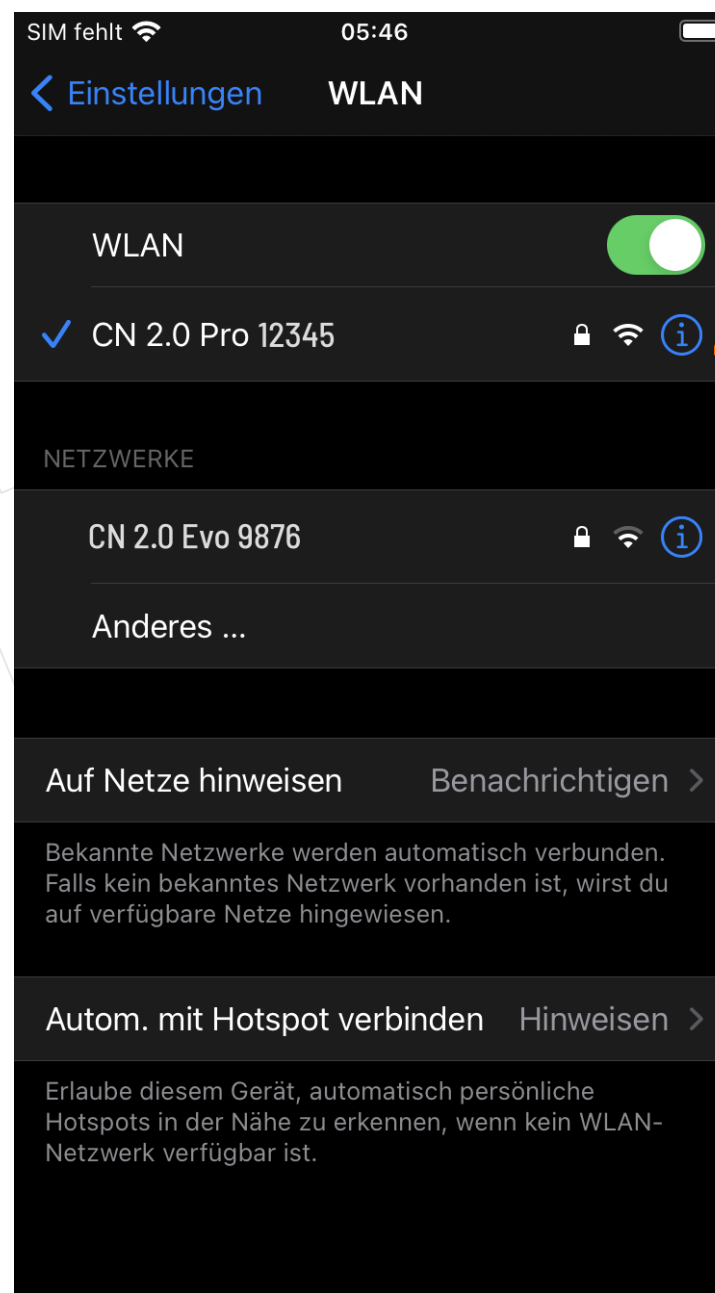 SIM fehlt 05:46
Einstellungen WLAN
WLAN
CN 2.0 Pro 12345
NETZWERKE
CN 2.0 Evo 9876
Anderes ...
Auf Netze hinweisen Benachrichtigen
Bekannte Netzwerke werden automatisch verbunden.
Falls kein bekanntes Netzwerk vorhanden ist, wirst du
auf verfügbare Netze hingewiesen.
Autom. mit Hotspot verbinden Hinweisen
Erlaube diesem Gerät, automatisch persönliche
Hotspots in der Nähe zu erkennen, wenn kein WLAN-
Netzwerk verfügbar ist.